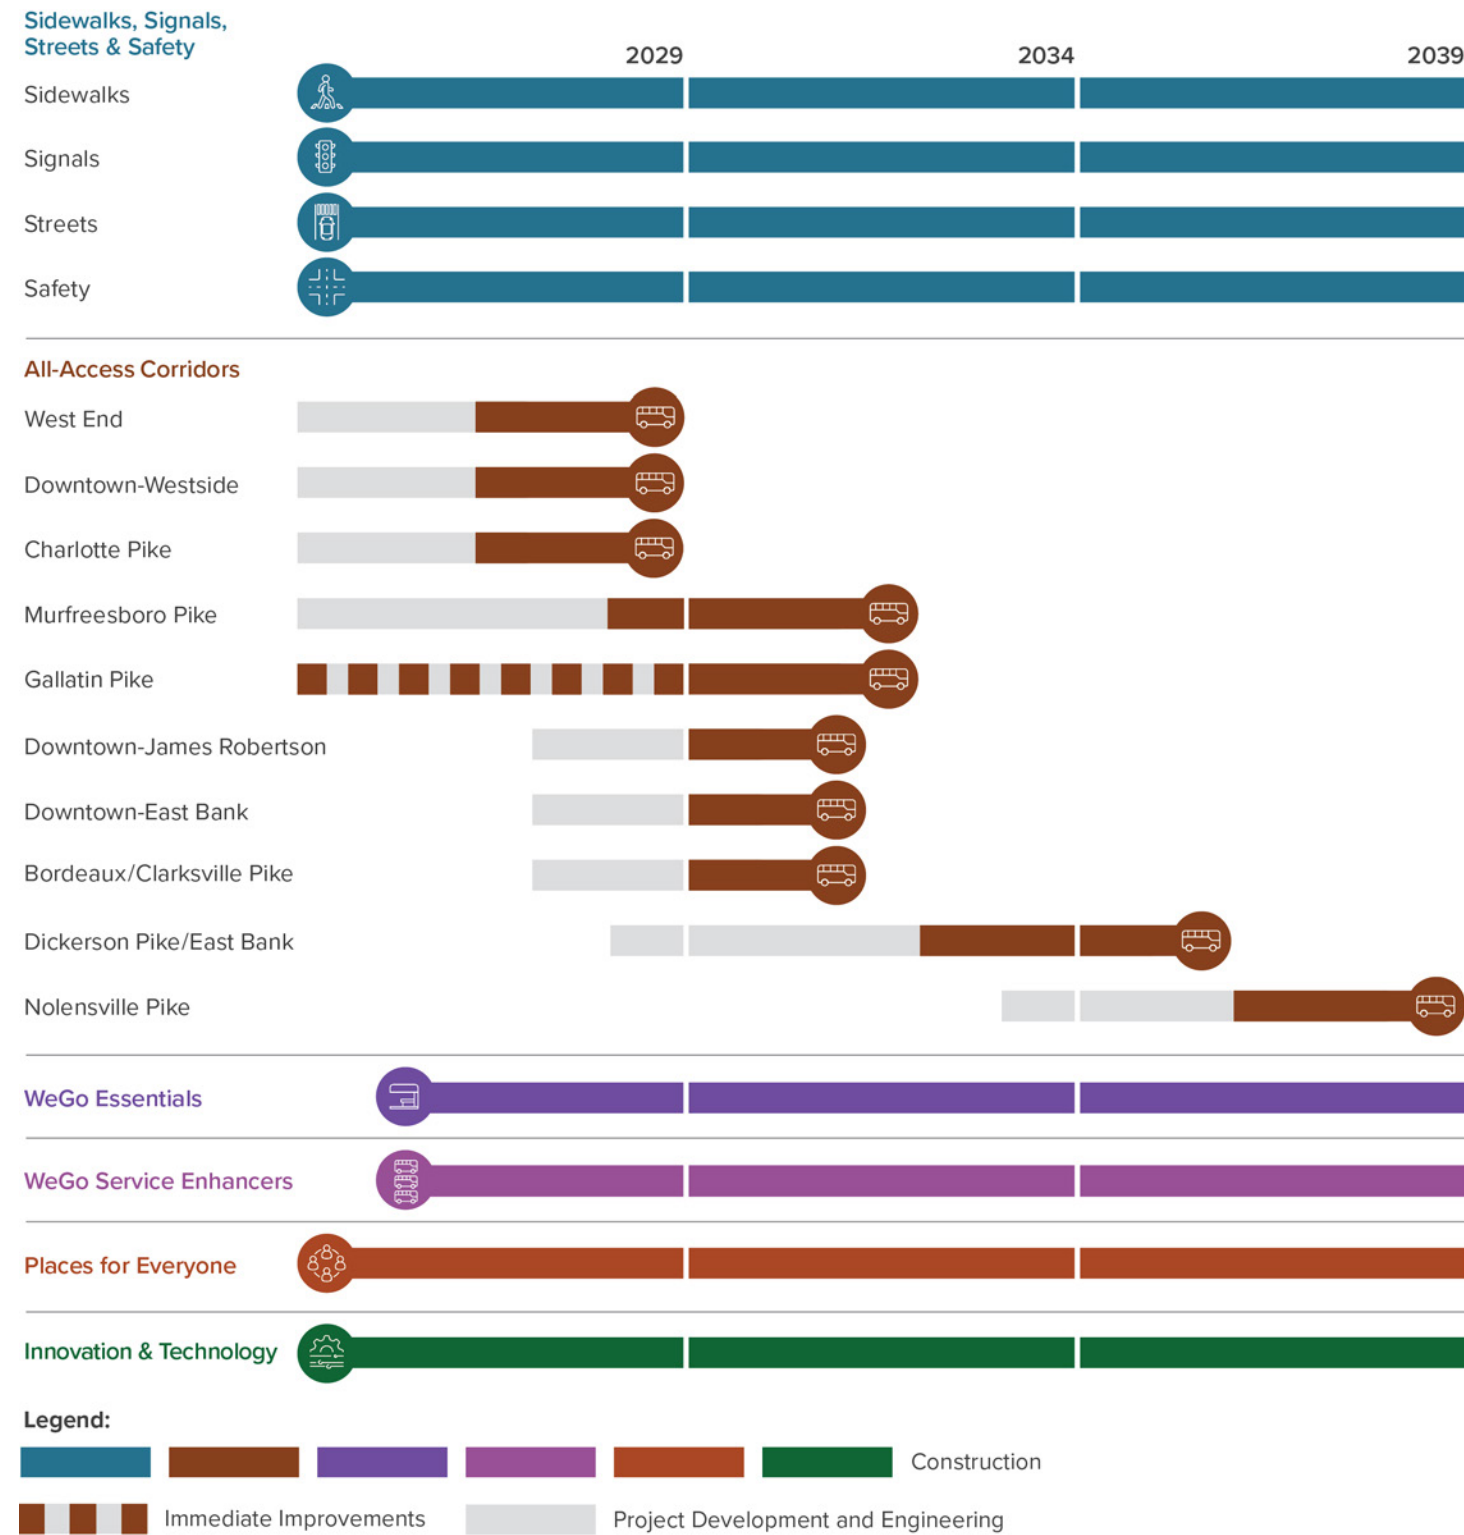 Sidewalks, Signals,
Streets & Safety
2029 2034 2039
Sidewalks
Signals
Streets
Safety
All-Access Corridors
West End
Downtown-Westside
Charlotte Pike
Murfreesboro Pike
Gallatin Pike
Downtown-James Robertson
Downtown-East Bank
Bordeaux/Clarksville Pike
Dickerson Pike/East Bank
Nolensville Pike
WeGo Essentials
WeGo Service Enhancers
Places for Everyone
Innovation & Technology
Legend:
Construction
Immediate Improvements Project Development and Engineering